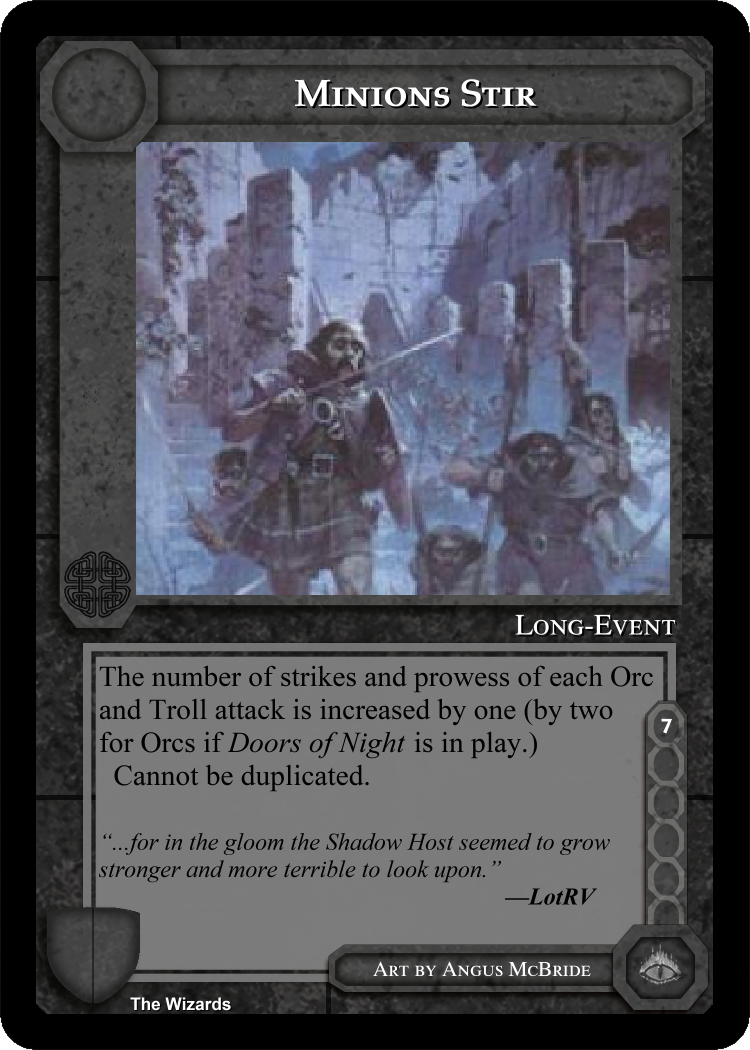 Minions Stir
Long-Event
The number of strikes and prowess of each Orc
and Troll attack is increased by one (by two
for Orcs if Doors of Night is in play.)
Cannot be duplicated.
7
“...for in the gloom the Shadow Host seemed to grow
stronger and more terrible to look upon.”
—LotRV
Art by Angus McBride
The Wizards